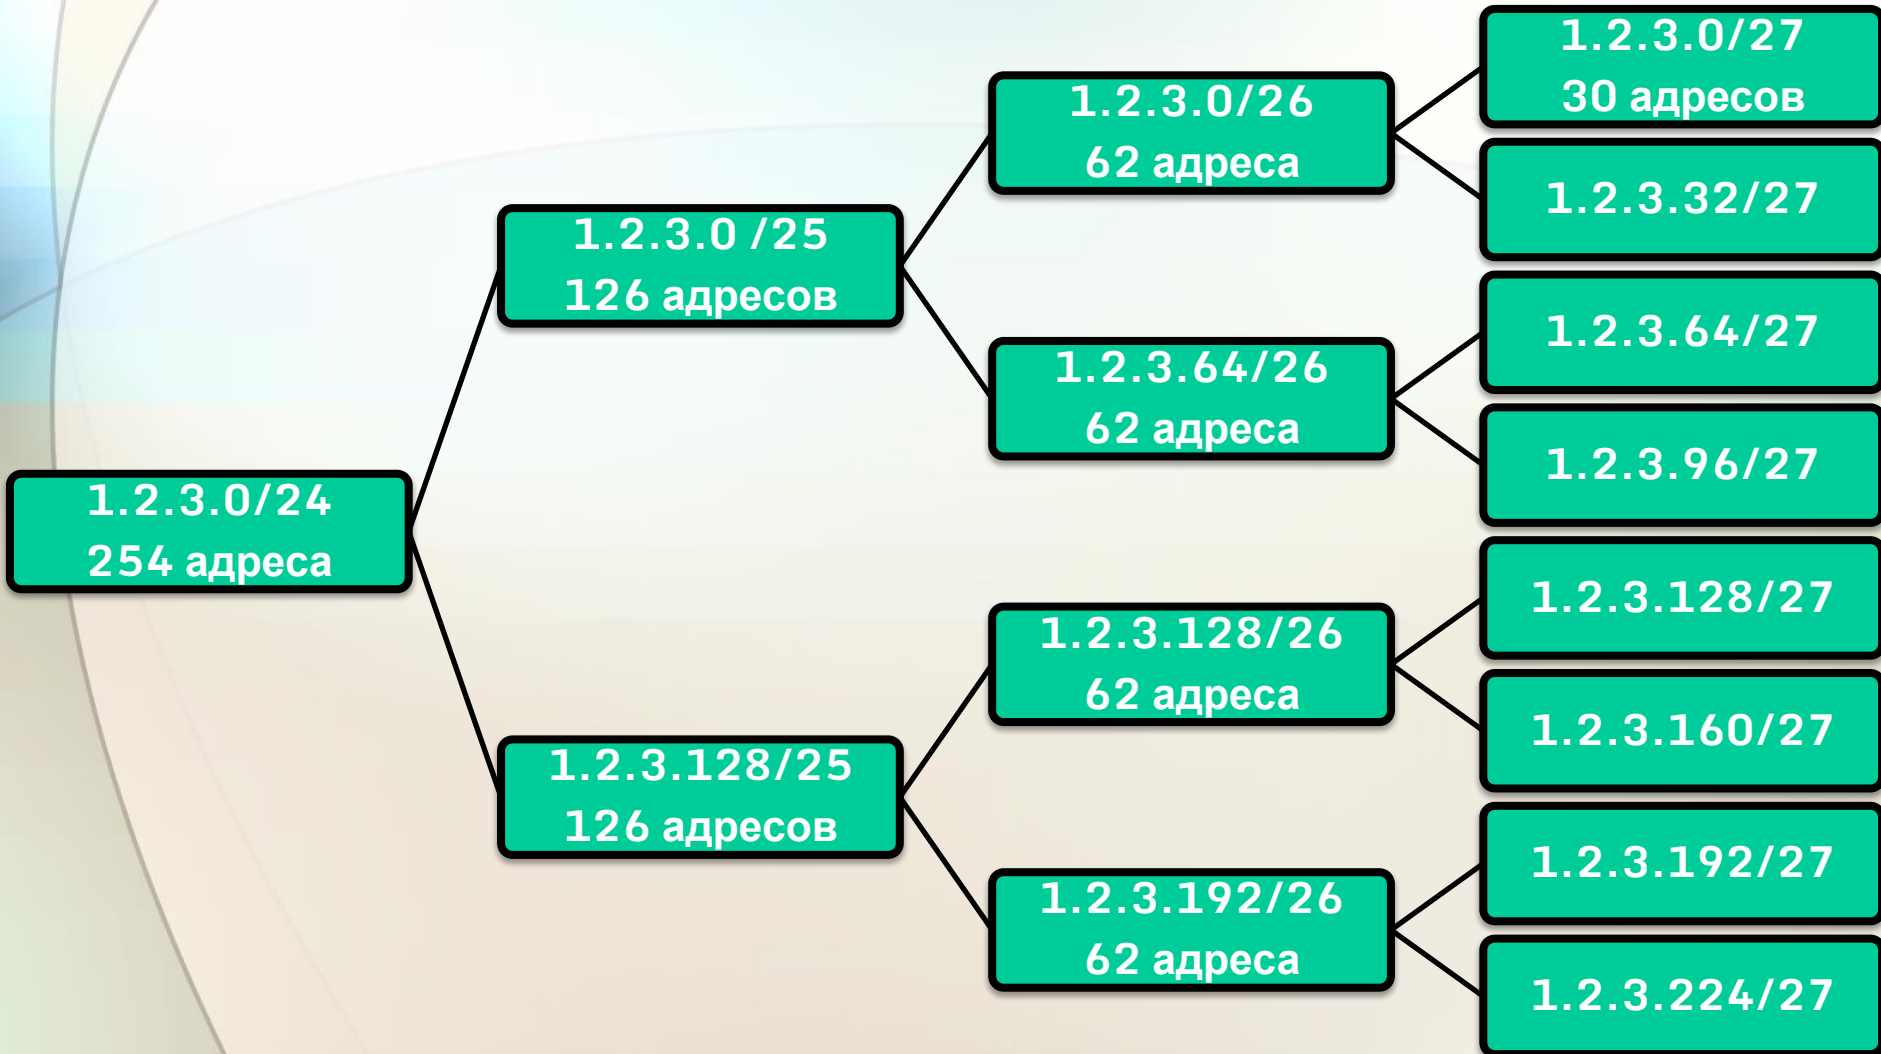 1.2.3.0/24
254 адреса
1.2.3.0 /25
126 адресов
1.2.3.128/25
126 адресов
1.2.3.0/26
62 адреса
1.2.3.64/26
62 адреса
1.2.3.128/26
62 адреса
1.2.3.192/26
62 адреса
1.2.3.0/27
30 адресов
1.2.3.32/27
1.2.3.64/27
1.2.3.96/27
1.2.3.128/27
1.2.3.160/27
1.2.3.192/27
1.2.3.224/27